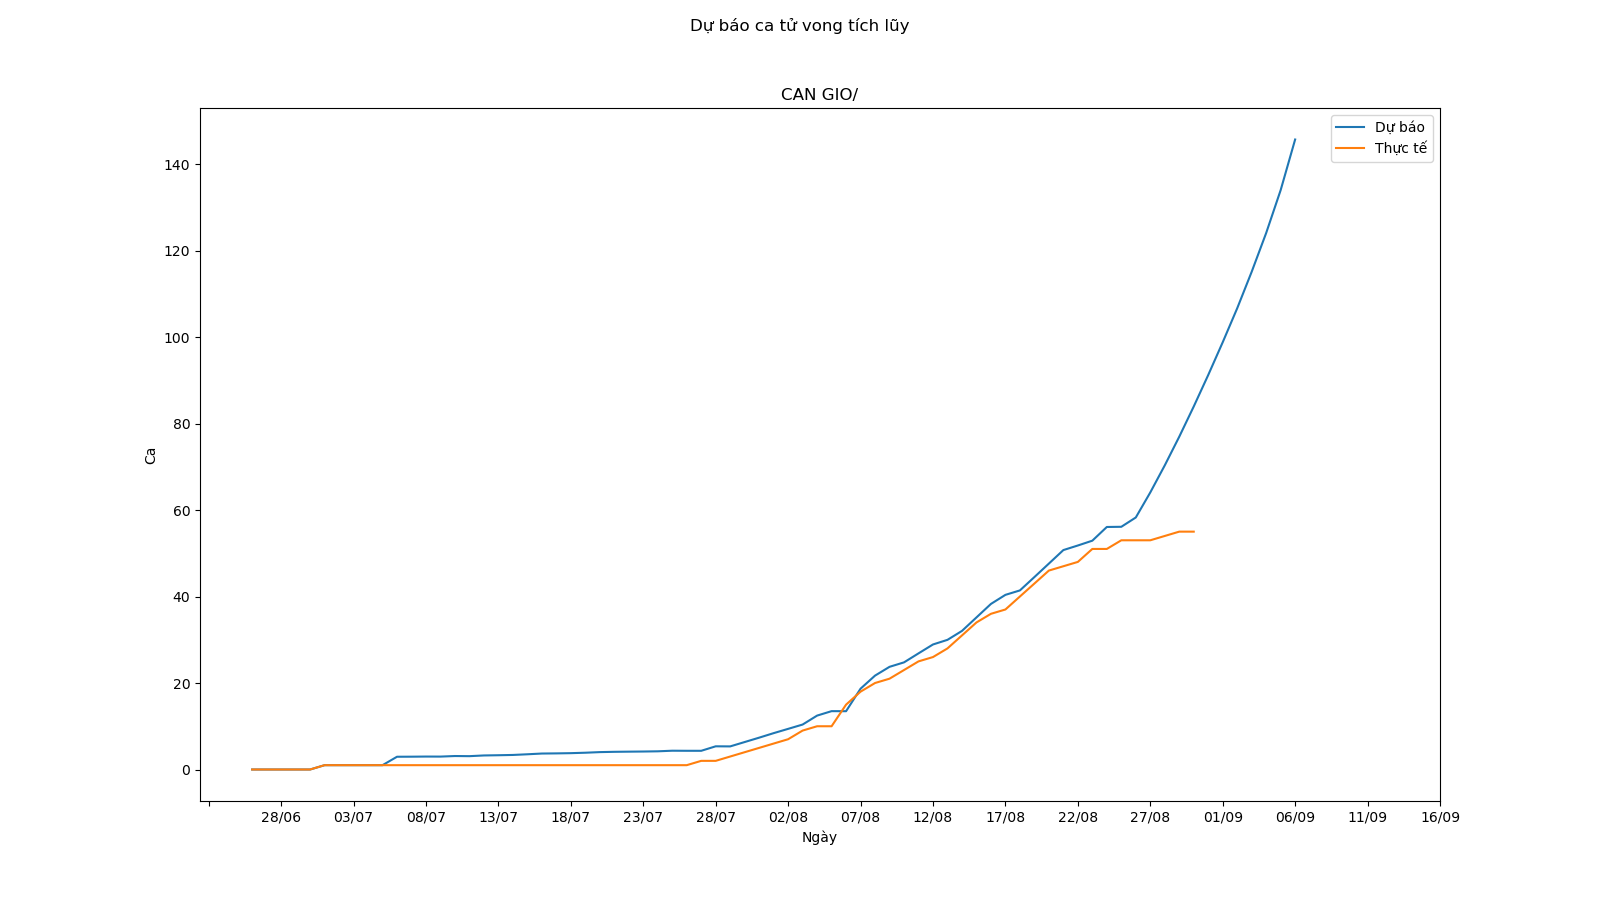 Dự báo ca tử vong tích lũy
CAN GIO/
Dự báo
Thực tế
140
120
100
80
60
40
20
0
Ca
28/06 03/07 08/07 13/07 18/07 23/07 28/07 02/08 07/08 12/08 17/08 22/08 27/08 01/09 06/09 11/09 16/09
Ngày